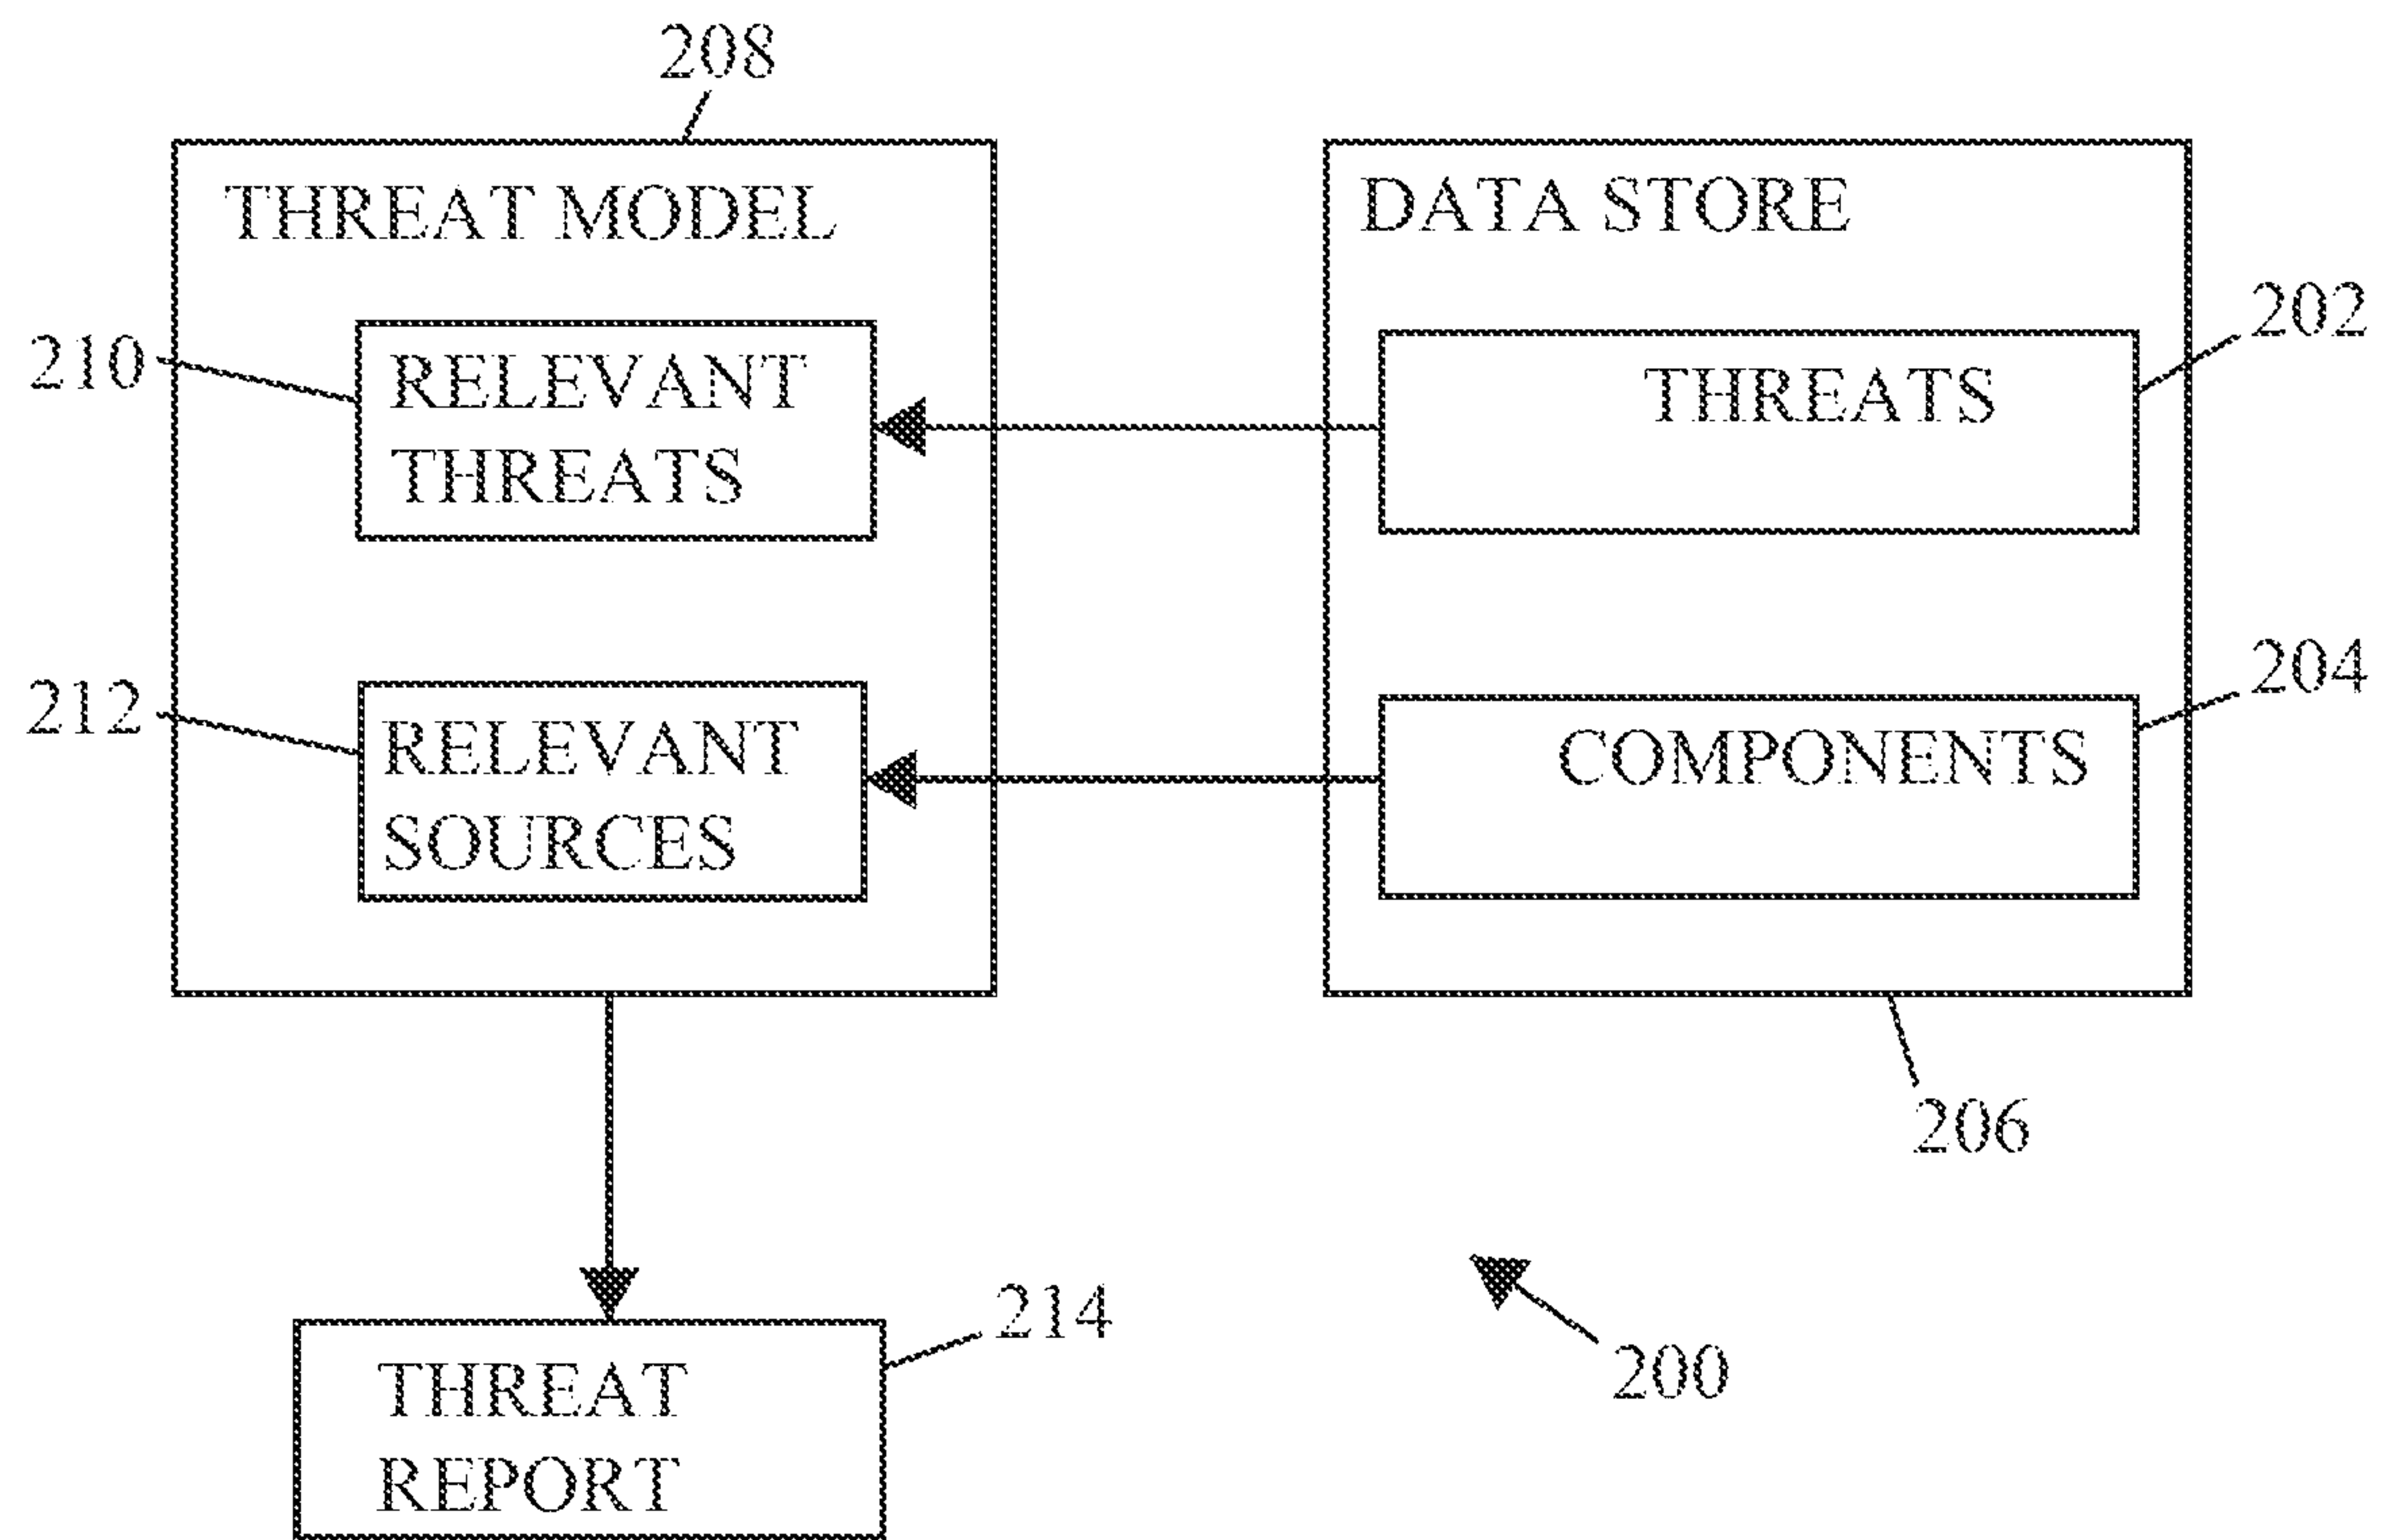 208
THREAT MODEL
DATA STORE
202
210
RELEVANT
THREATS
THREATS
204
212
RELEVANT
SOURCES
COMPONENTS
206
214
THREAT
REPORT
200